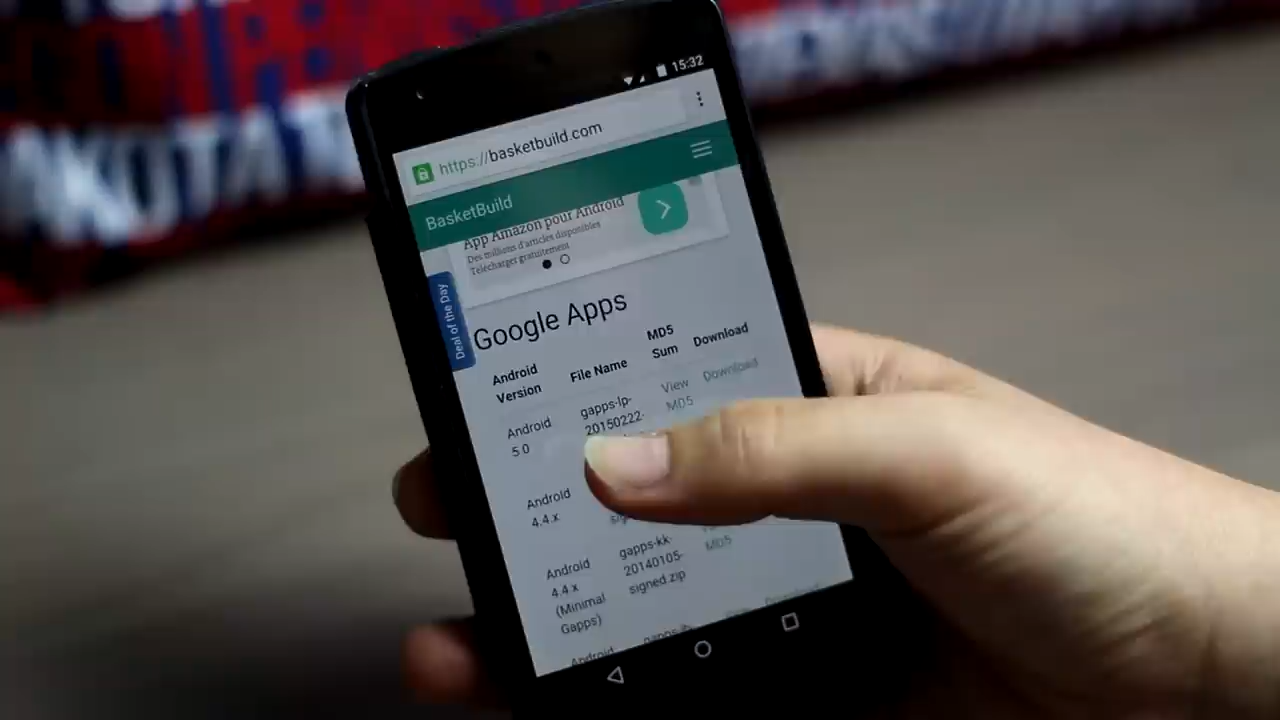 15:32
https://basketbuild.com
BasketBuild
App Amazon pour Android
Des millions d'articles disponibles
Télécharger gratuitement
Deal of the Day
Google Apps
Android
Version
File Name
MD5
Sum
Download
Android
5.0
gapps-lp-
20150222-
View
MD5
Download
Android
4.4.x
MD5
Android
4.4.x
(Minimal
Gapps)
gapps-kk-
20140105-
signed.zip
Android